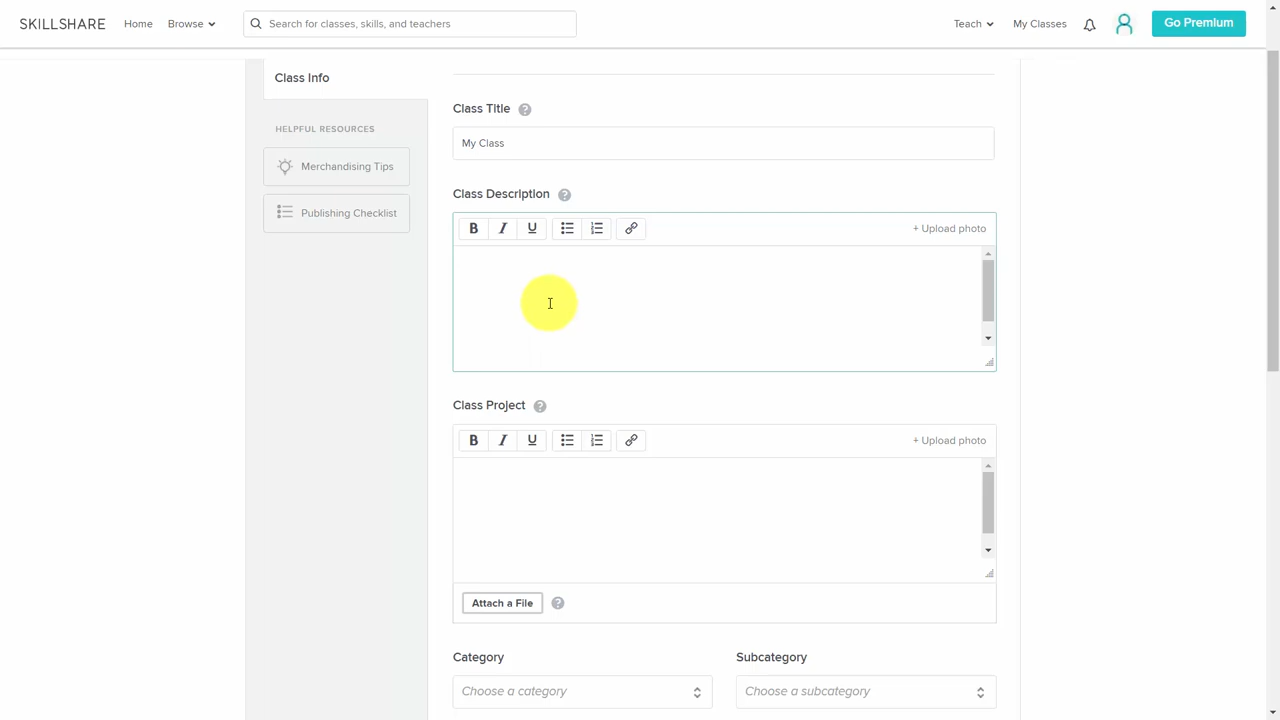 SKILLSHARE Home Browse Search for classes, skills, and teachers Teach My Classes Go Premium
Class Info
HELPFUL RESOURCES
Merchandising Tips
Publishing Checklist
Class Title ?
My Class
Class Description ?
B I U + Upload photo
Class Project ?
B I U + Upload photo
Attach a File ?
Category Subcategory
Choose a category Choose a subcategory